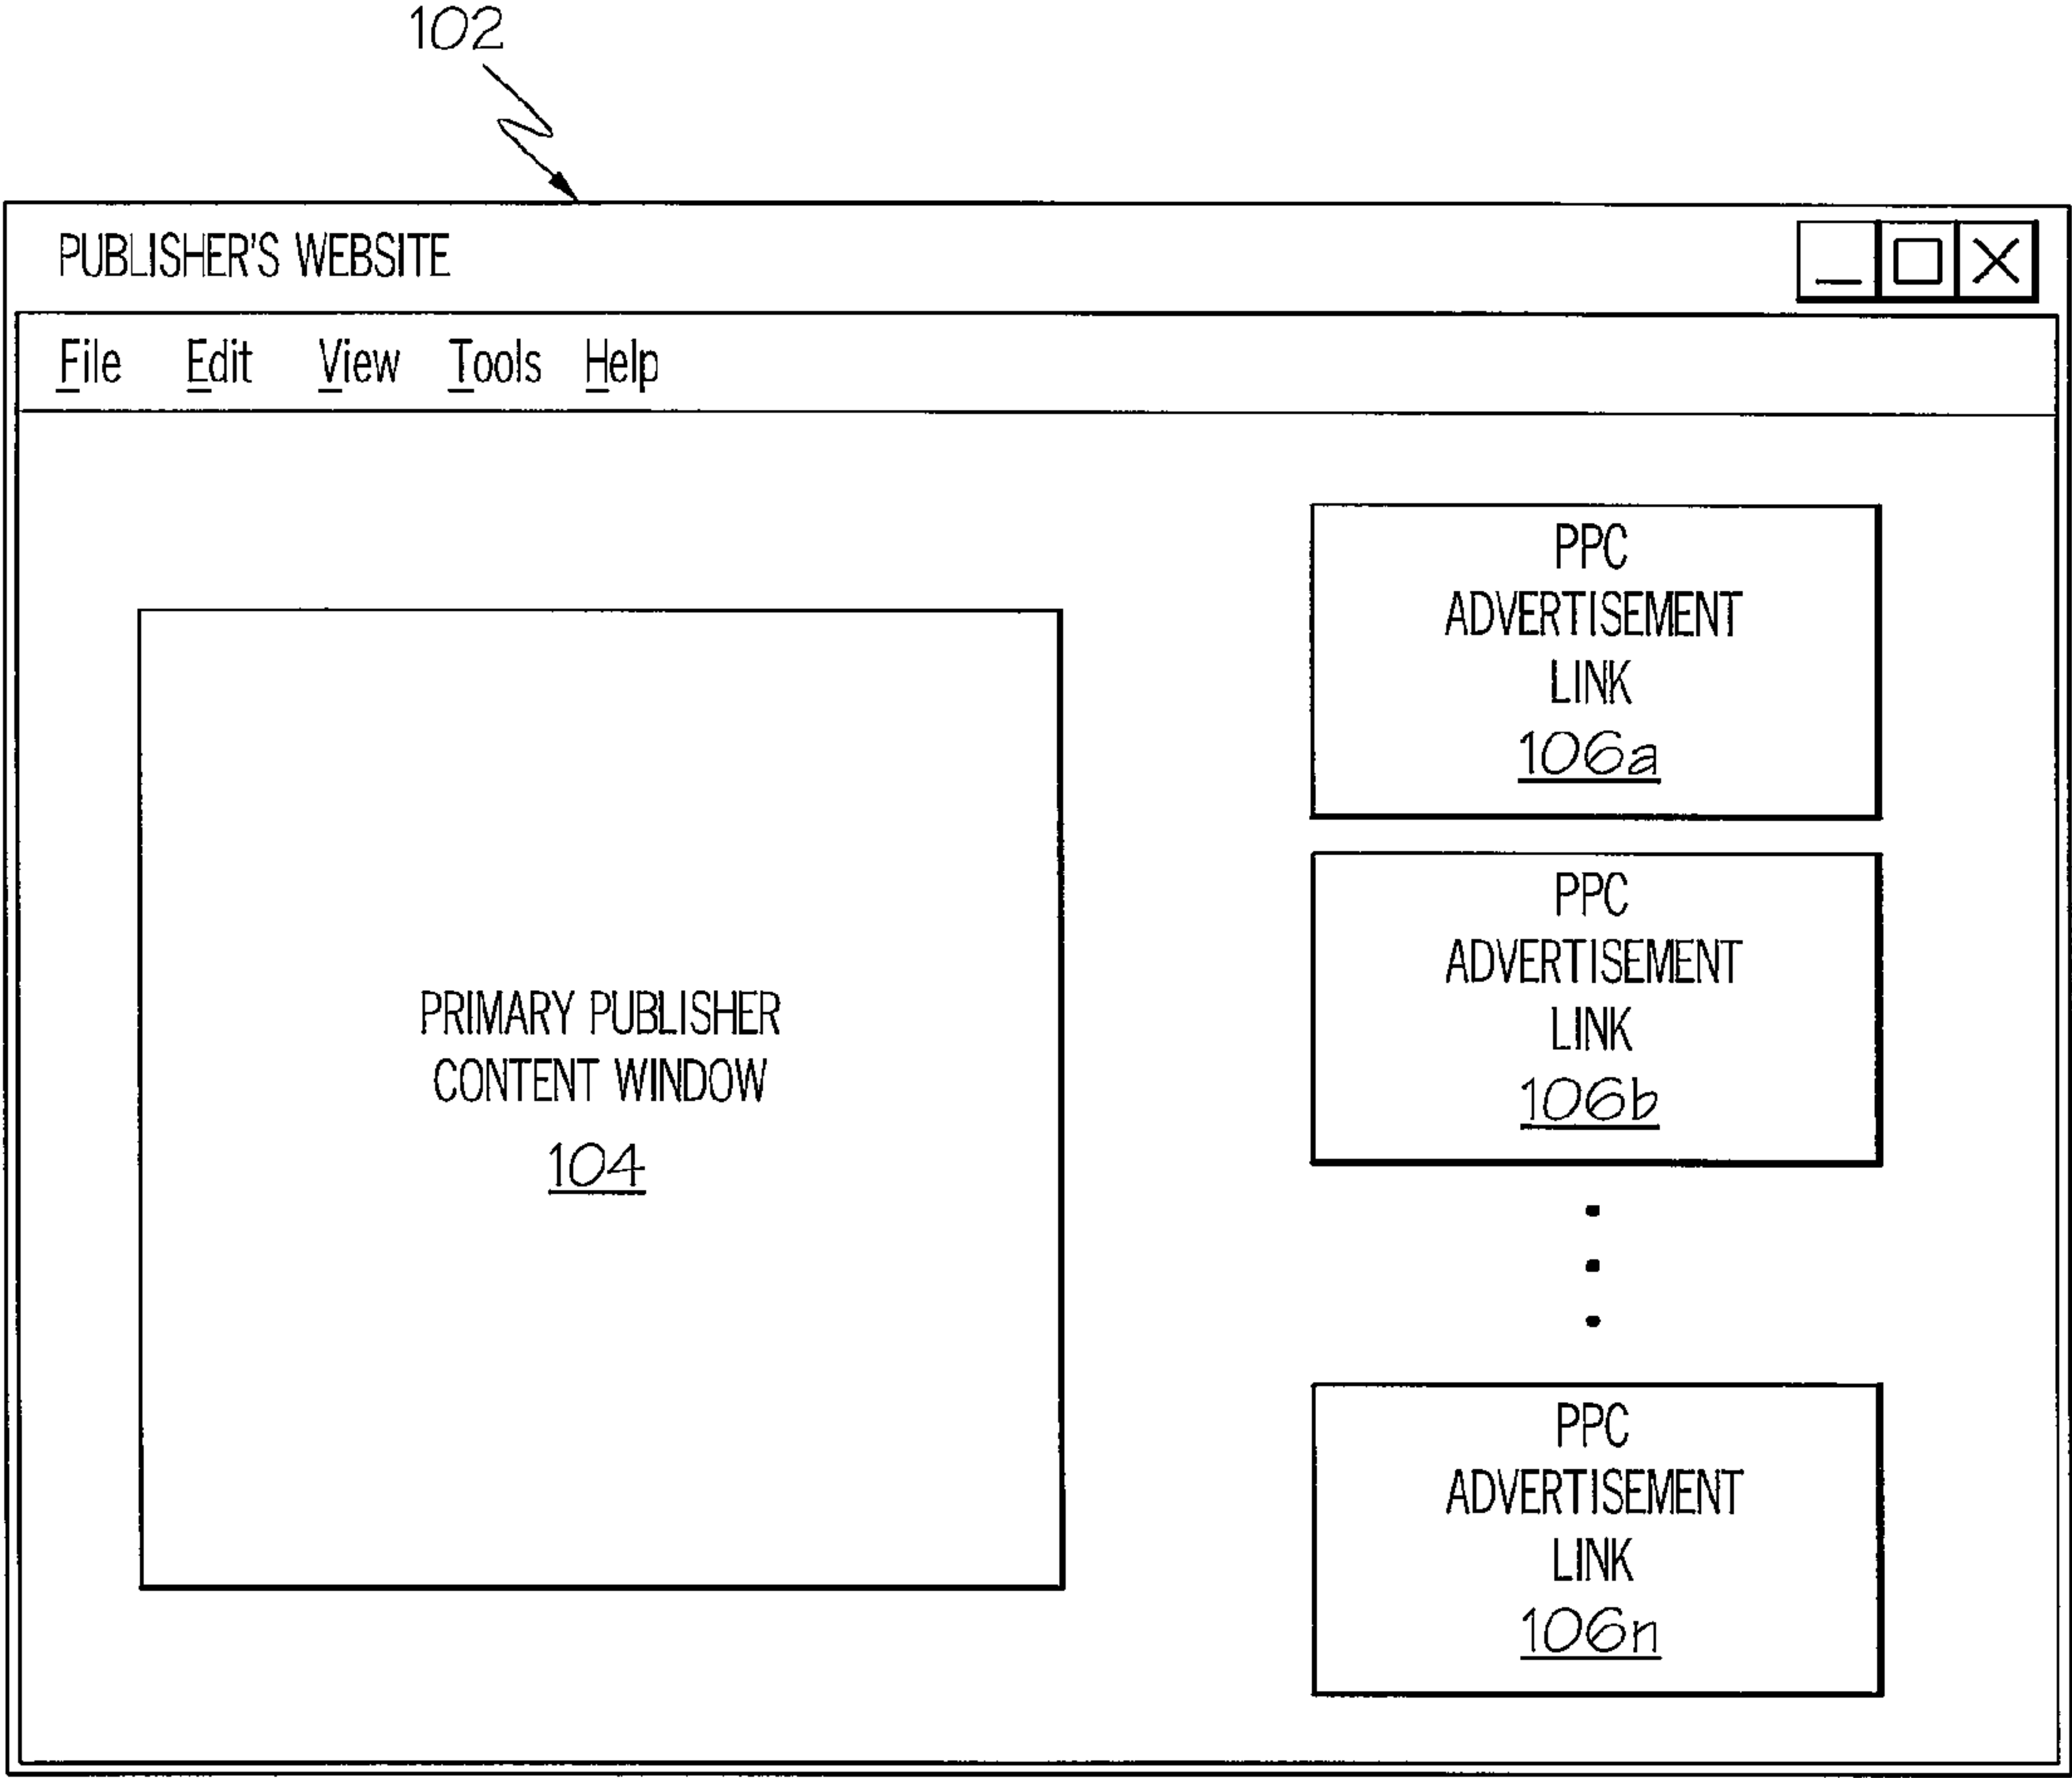 102
PUBLISHER'S WEBSITE
File Edit View Tools Help
PRIMARY PUBLISHER
CONTENT WINDOW
104
PPC
ADVERTISEMENT
LINK
106a
PPC
ADVERTISEMENT
LINK
106b
PPC
ADVERTISEMENT
LINK
106n